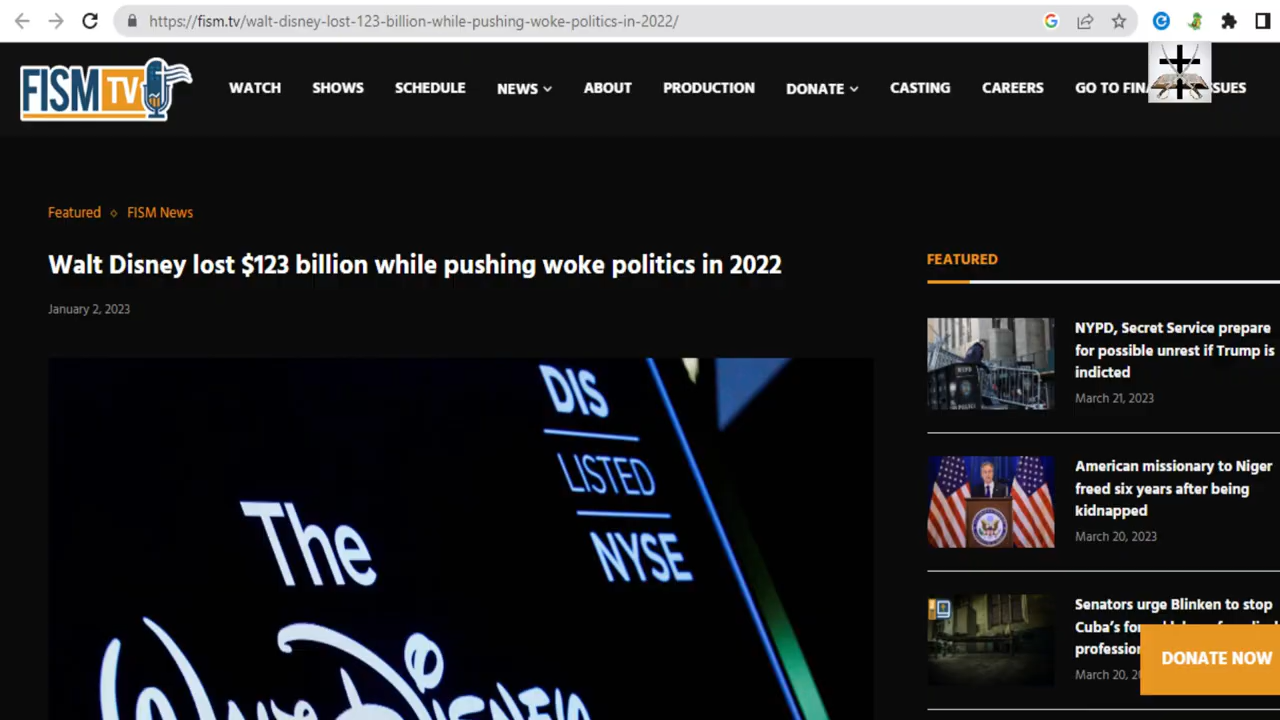 https://fism.tv/walt-disney-lost-123-billion-while-pushing-woke-politics-in-2022/
FISM TV
WATCH SHOWS SCHEDULE NEWS ABOUT PRODUCTION DONATE CASTING CAREERS GO TO
Featured ◇ FISM News
Walt Disney lost $123 billion while pushing woke politics in 2022
January 2, 2023
DIS
LISTED
NYSE
The
Walt Disney
FEATURED
NYPD, Secret Service prepare
for possible unrest if Trump is
indicted
March 21, 2023
American missionary to Niger
freed six years after being
kidnapped
March 20, 2023
Senators urge Blinken to stop
Cuba's
March 20,
DONATE NOW